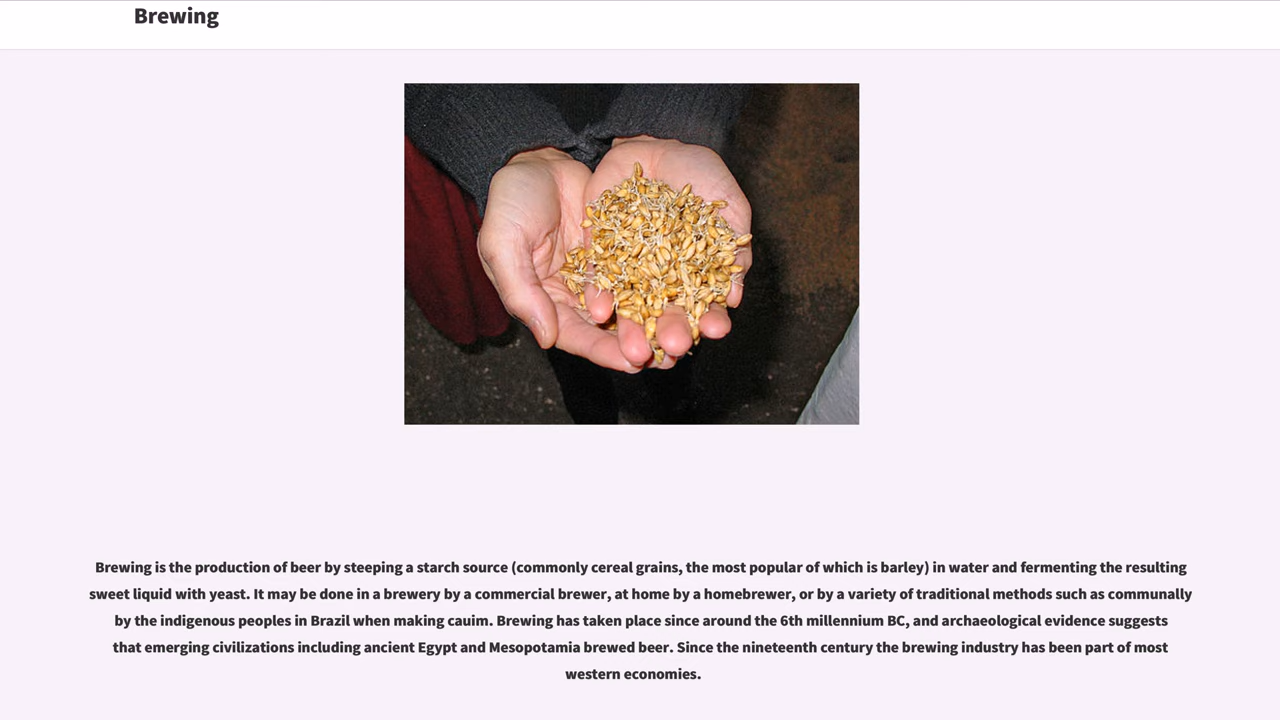 Brewing
Brewing is the production of beer by steeping a starch source (commonly cereal grains, the most popular of which is barley) in water and fermenting the resulting
sweet liquid with yeast. It may be done in a brewery by a commercial brewer, at home by a homebrewer, or by a variety of traditional methods such as communally
by the indigenous peoples in Brazil when making cauim. Brewing has taken place since around the 6th millennium BC, and archaeological evidence suggests
that emerging civilizations including ancient Egypt and Mesopotamia brewed beer. Since the nineteenth century the brewing industry has been part of most
western economies.